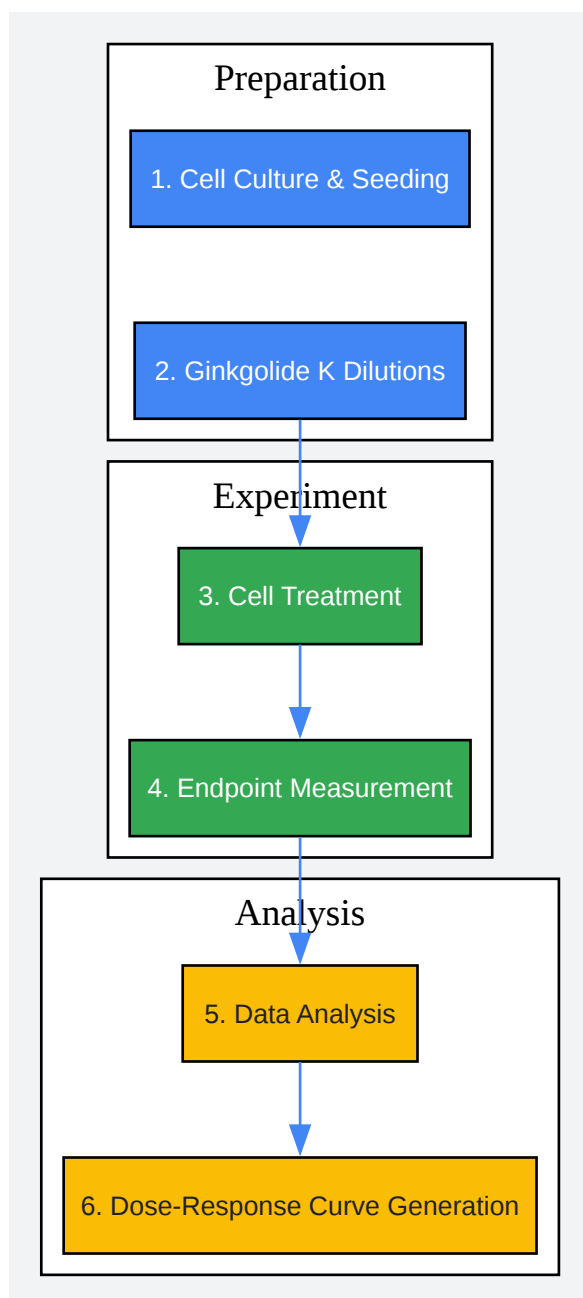 Preparation
1. Cell Culture & Seeding
2. Ginkgolide K Dilutions
Experiment
3. Cell Treatment
4. Endpoint Measurement
Analysis
5. Data Analysis
6. Dose-Response Curve Generation